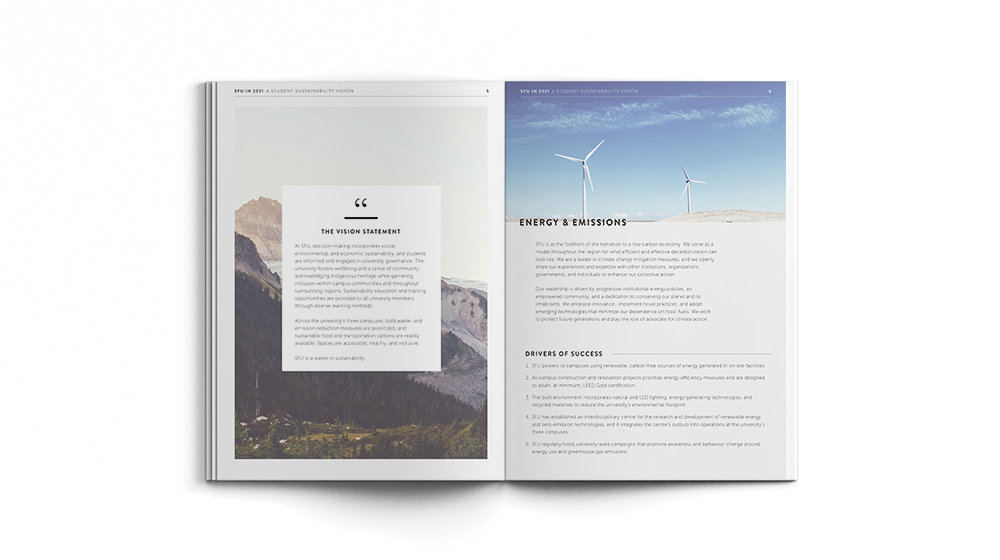 SFU IN 2021 A STUDENT SUSTAINABILITY VISION 5
“
THE VISION STATEMENT
At SFU, decision-making incorporates social,
environmental, and economic sustainability, and students
are informed and engaged in university governance. The
university fosters wellbeing and a sense of community,
acknowledging Indigenous heritage while garnering
inclusion within campus communities and throughout
surrounding regions. Sustainability education and training
opportunities are provided to all university members
through diverse learning methods.
Across the university's three campuses, solid waste- and
emission-reduction measures are prioritized, and
sustainable food and transportation options are readily
available. Spaces are accessible, healthy, and inclusive.
SFU is a leader in sustainability.
SFU IN 2021 A STUDENT SUSTAINABILITY VISION 6
ENERGY & EMISSIONS
SFU is at the forefront of the transition to a low-carbon economy. We serve as a
model throughout the region for what efficient and effective decarbonization can
look like. We are a leader in climate change mitigation measures, and we openly
share our experiences and expertise with other institutions, organizations,
governments, and individuals to enhance our collective action.
Our leadership is driven by progressive institutional energy policies, an
empowered community, and a dedication to conserving our planet and its
inhabitants. We embrace innovation, implement novel practices, and adopt
emerging technologies that minimize our dependence on fossil fuels. We work
to protect future generations and play the role of advocate for climate action.
DRIVERS OF SUCCESS
1. SFU powers its campuses using renewable, carbon-free sources of energy generated in on-site facilities.
2. All campus construction and renovation projects prioritize energy efficiency measures and are designed
to attain, at minimum, LEED Gold certification.
3. The built environment incorporates natural and LED lighting, energy-generating technologies, and
recycled materials to reduce the university's environmental footprint.
4. SFU has established an interdisciplinary centre for the research and development of renewable energy
and zero-emission technologies, and it integrates the centre's outputs into operations at the university's
three campuses.
5. SFU regularly hosts university-wide campaigns that promote awareness and behaviour change around
energy use and greenhouse gas emissions.